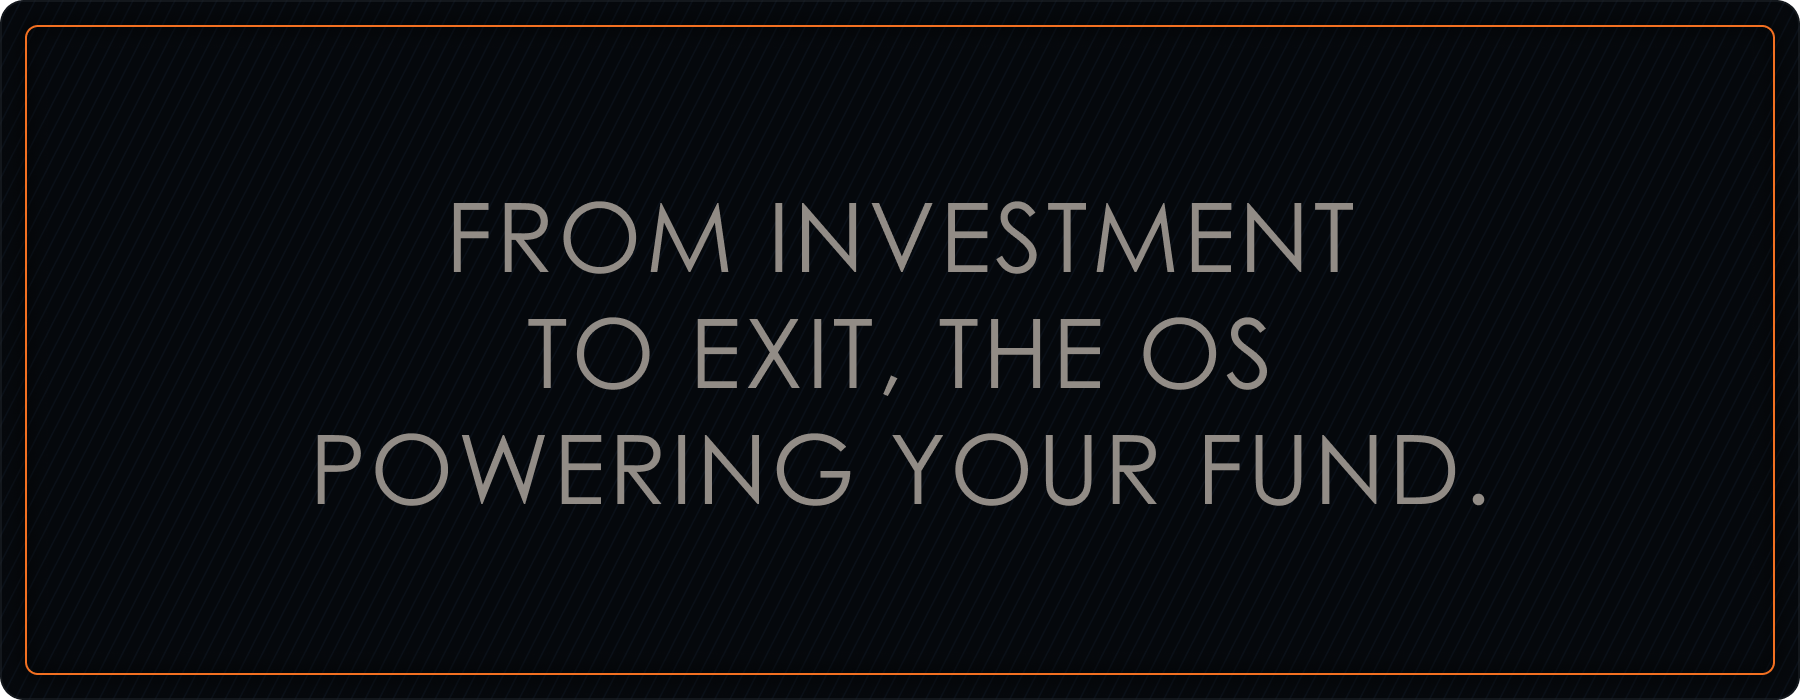 FROM INVESTMENT
TO EXIT, THE OS
POWERING YOUR FUND.